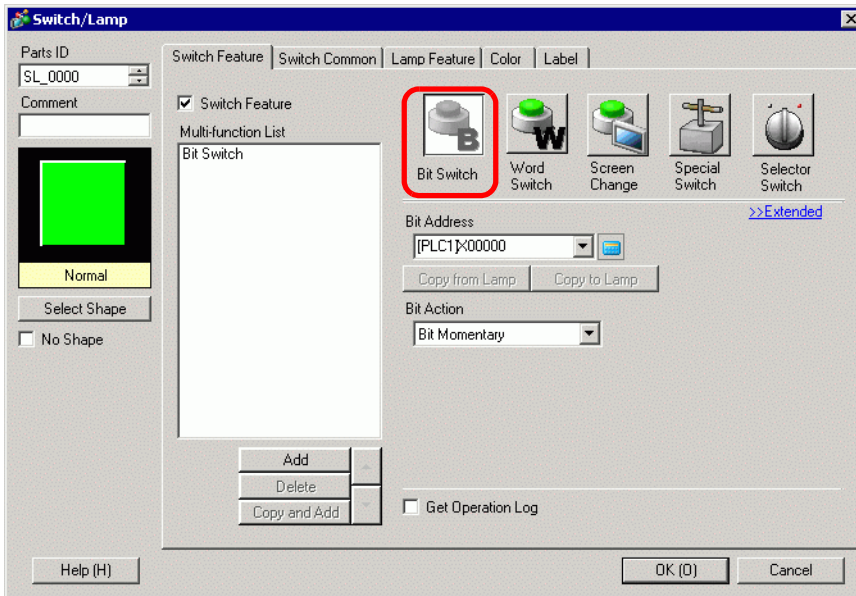 Switch/Lamp
Parts ID
SL_0000
Comment
Normal
Select Shape
No Shape
Switch Feature
Switch Common
Lamp Feature
Color
Label
Switch Feature
Multi-function List
Bit Switch
Add
Delete
Copy and Add
B
Bit Switch
W
Word
Switch
Screen
Change
Special
Switch
Selector
Switch
>>Extended
Bit Address
[PLC1]X00000
Copy from Lamp
Copy to Lamp
Bit Action
Bit Momentary
Get Operation Log
Help (H)
OK (O)
Cancel